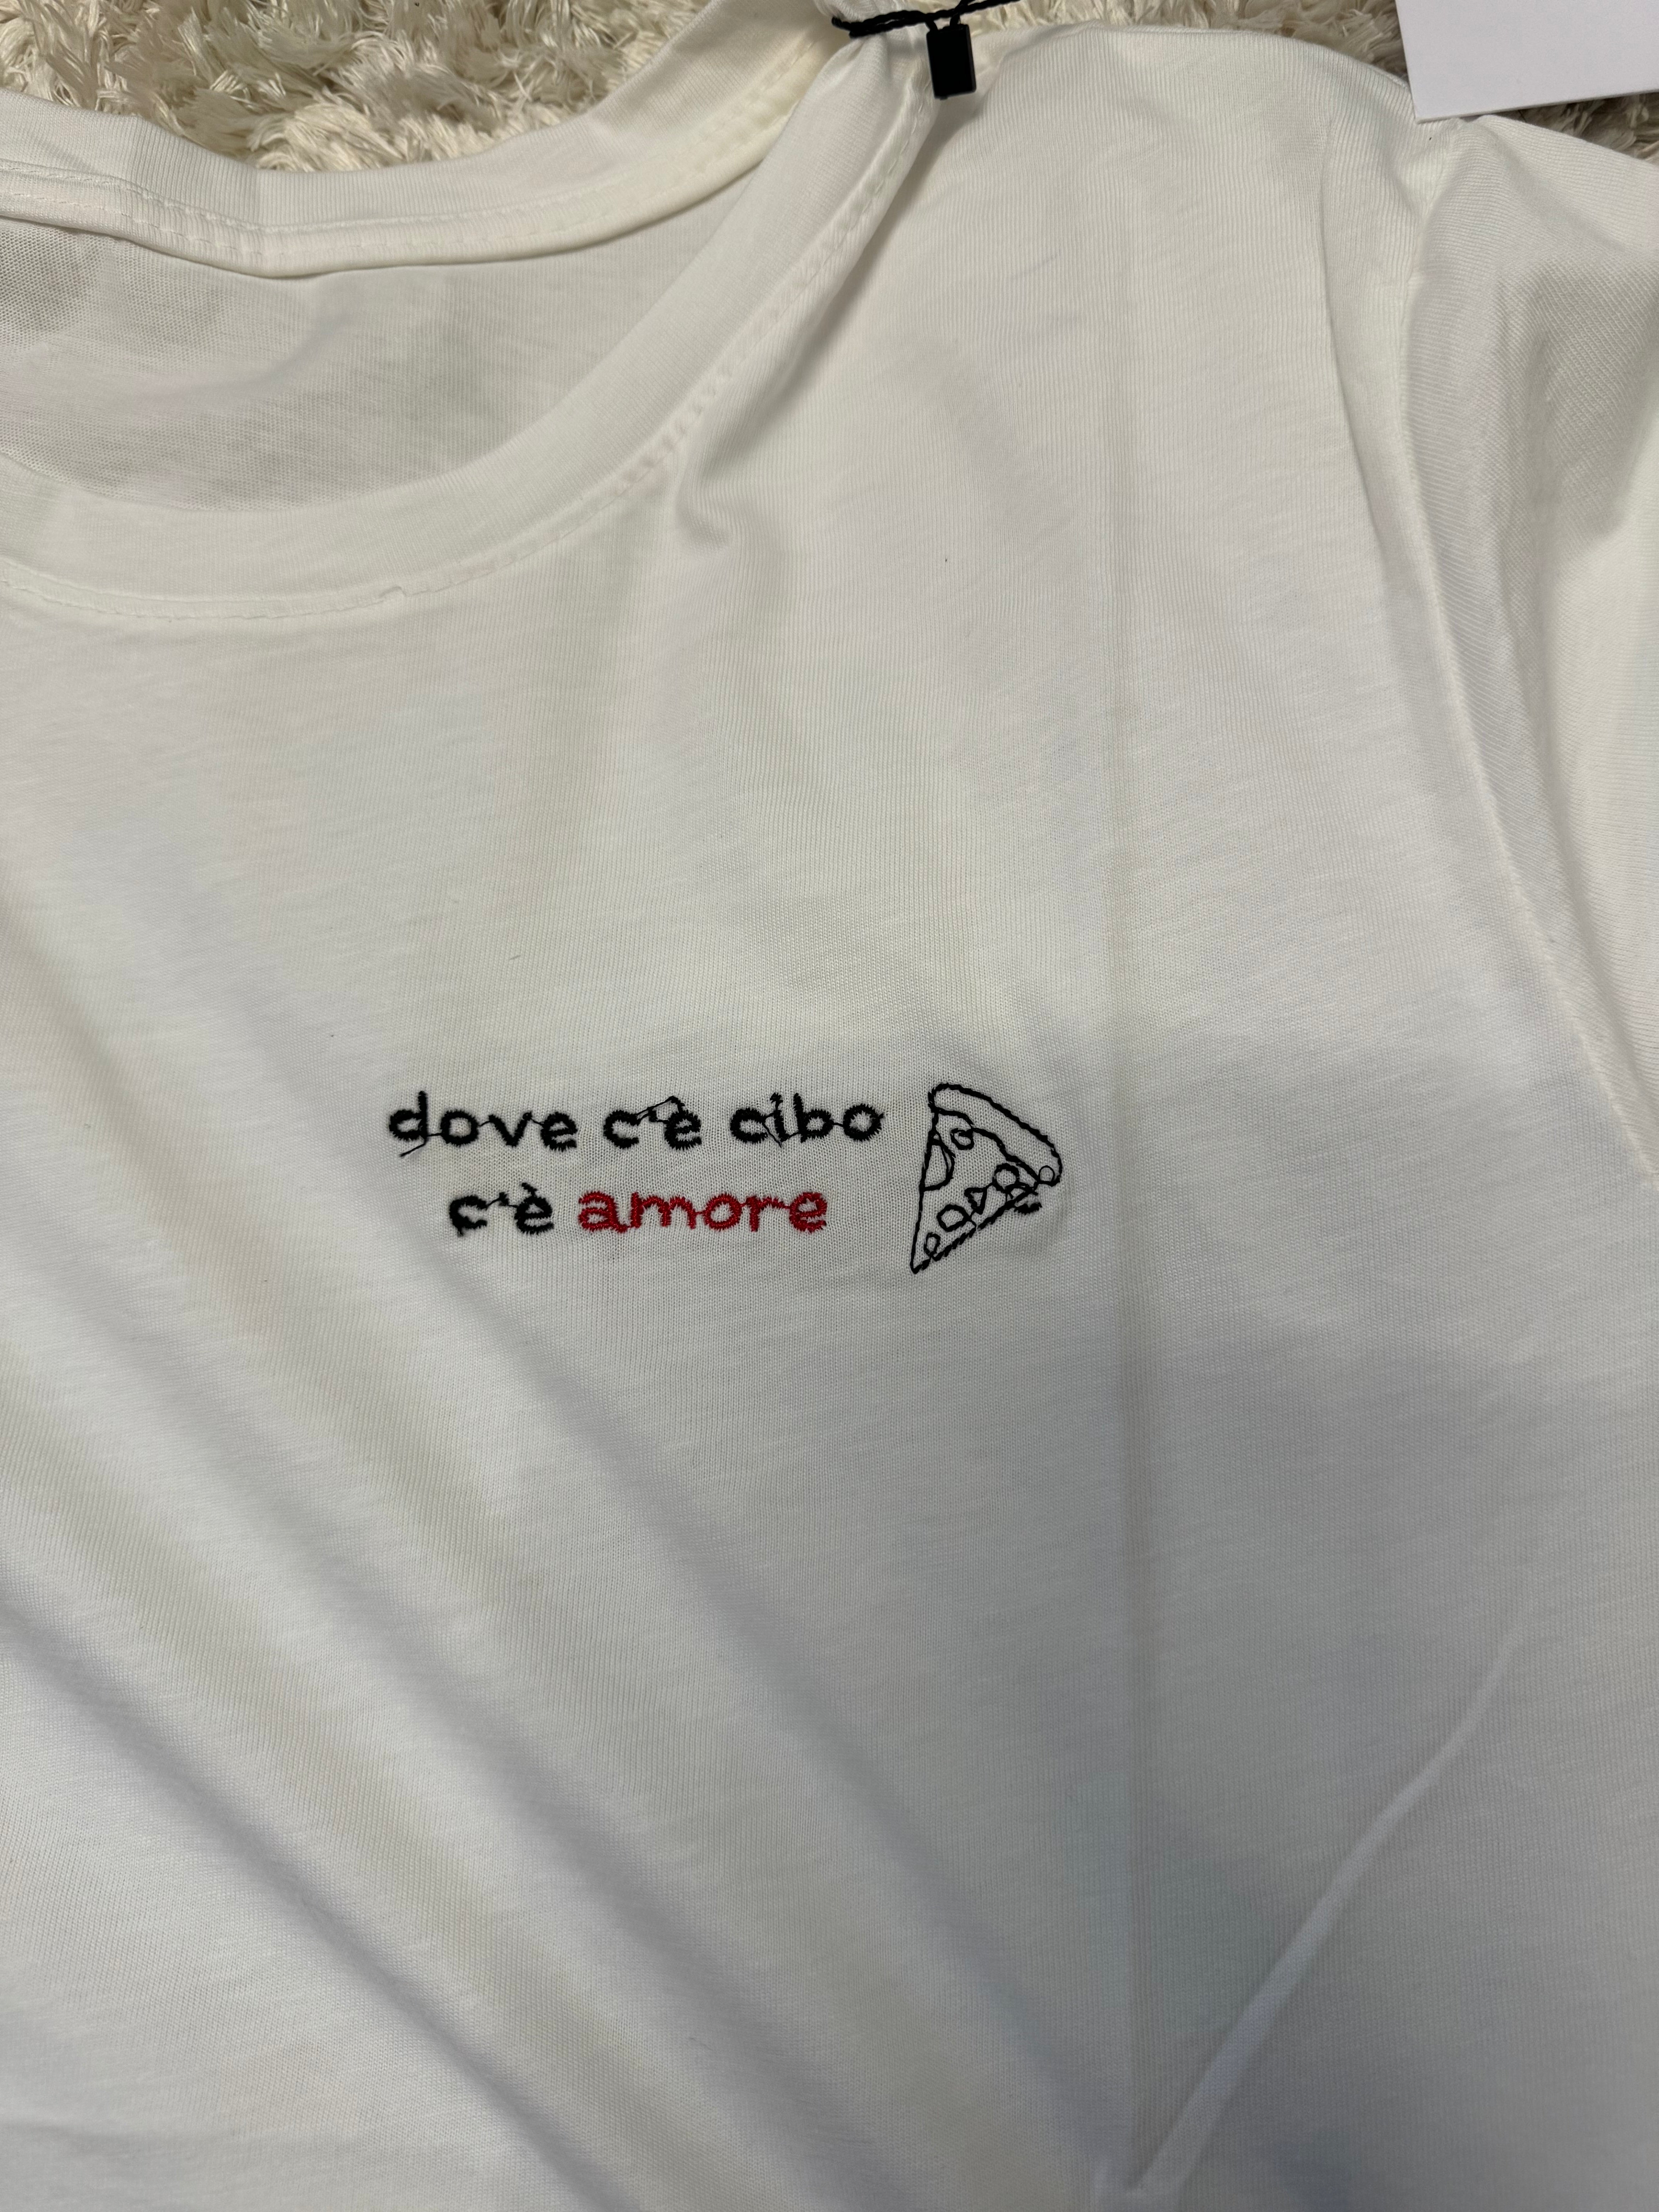 dove c'è cibo
c'è amore